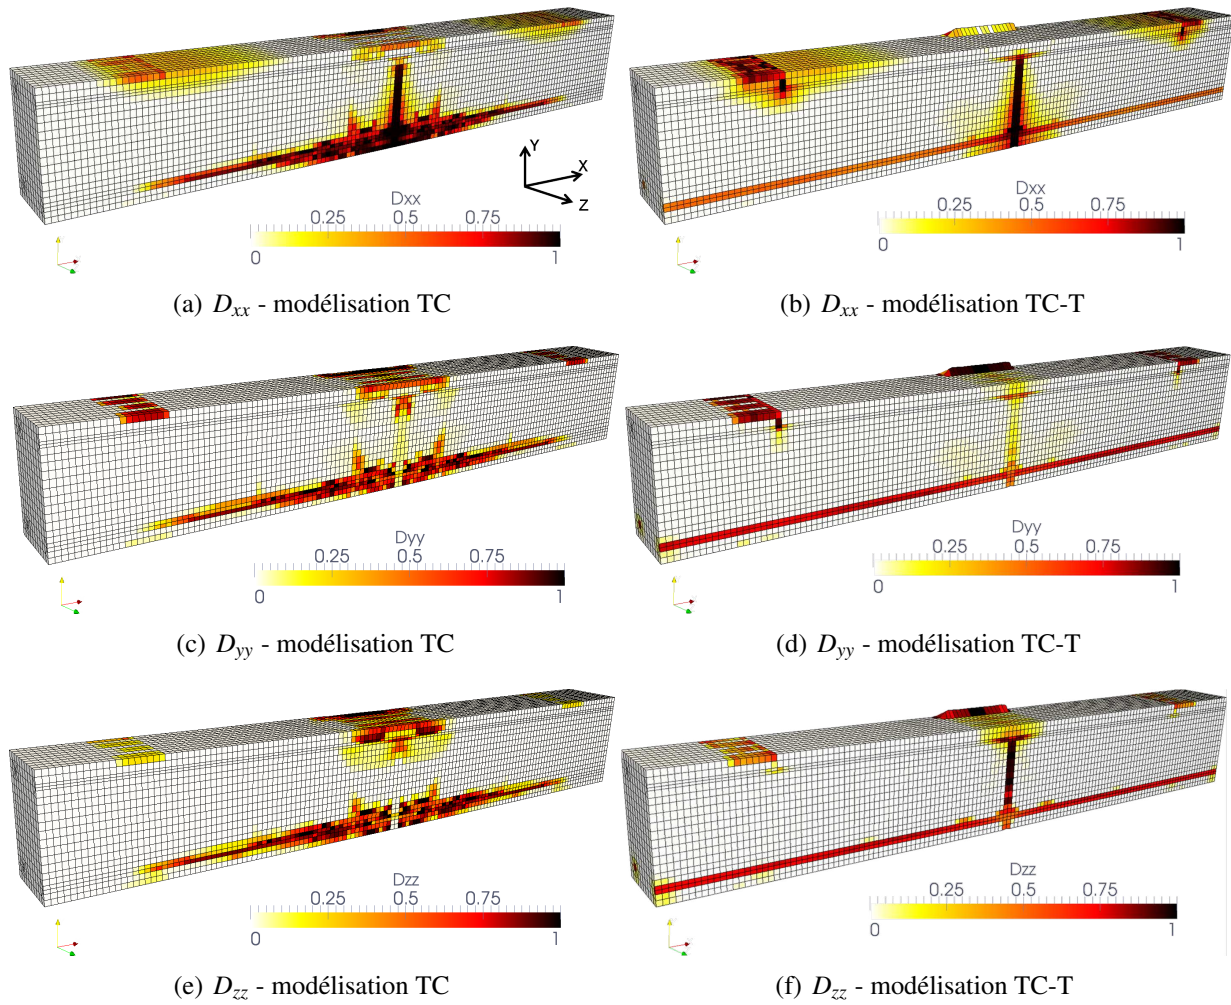 Y
X
Z
Dxx
0.25 0.5 0.75
0 1
(a) Dxx - modélisation TC
Dxx
0.25 0.5 0.75
0 1
(b) Dxx - modélisation TC-T
Dyy
0.25 0.5 0.75
0 1
(c) Dyy - modélisation TC
Dyy
0.25 0.5 0.75
0 1
(d) Dyy - modélisation TC-T
Dzz
0.25 0.5 0.75
0 1
(e) Dzz - modélisation TC
Dzz
0.25 0.5 0.75
0 1
(f) Dzz - modélisation TC-T